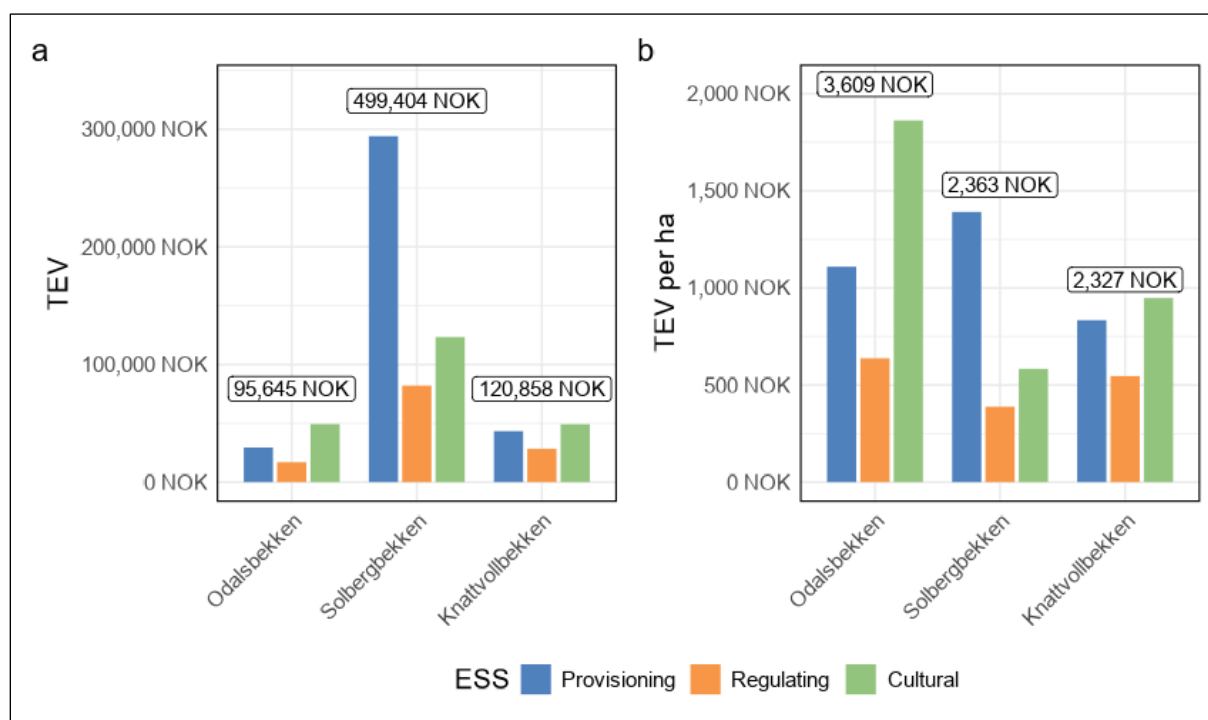 a
499,404 NOK
300,000 NOK
200,000 NOK
100,000 NOK
0 NOK
TEV
95,645 NOK
120,858 NOK
Odalsbekken
Solbergbekken
Knattvollbekken
b
3,609 NOK
2,000 NOK
2,363 NOK
1,500 NOK
2,327 NOK
1,000 NOK
500 NOK
0 NOK
TEV per ha
Odalsbekken
Solbergbekken
Knattvollbekken
ESS Provisioning Regulating Cultural